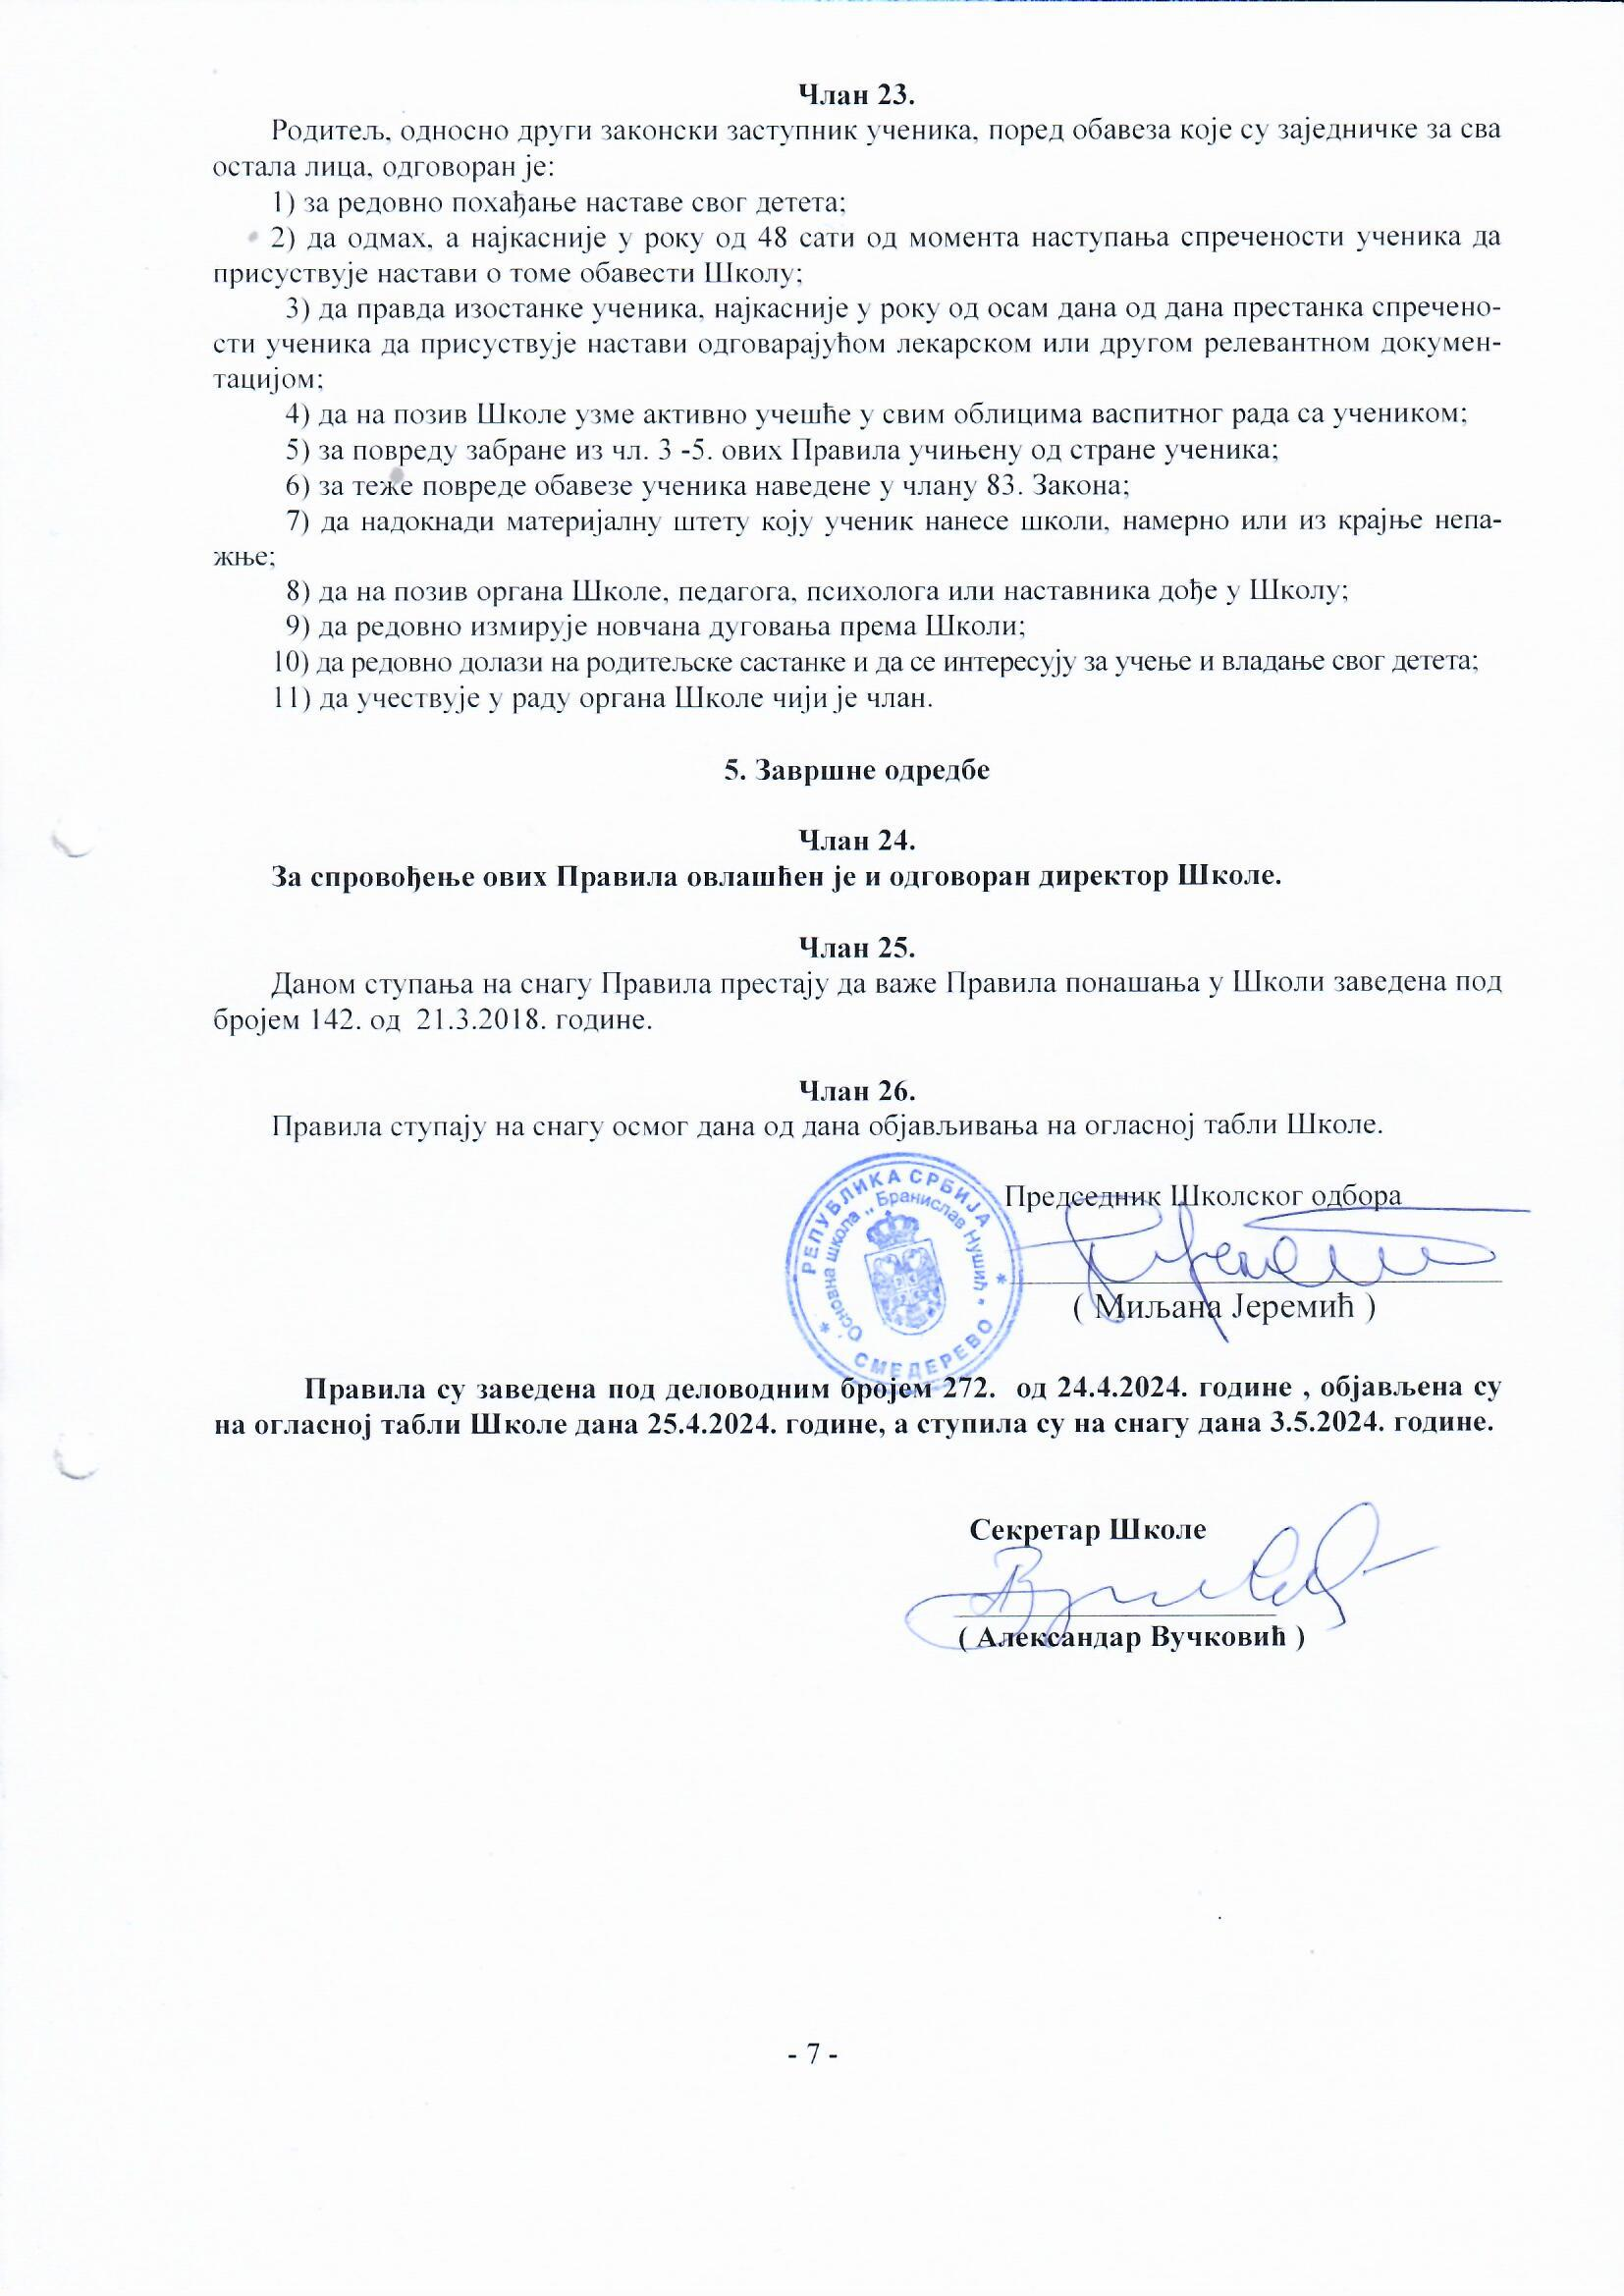 Члан 23.
Родитељ, односно други законски заступник ученика, поред обавеза које су заједничке за сва
остала лица, одговоран је:
1) за редовно похађање наставе свог детета;
2) да одмах, а најкасније у року од 48 сати од момента наступања спречености ученика да
присуствује настави о томе обавести Школу;
3) да правда изостанке ученика, најкасније у року од осам дана од дана престанка спречено-
сти ученика да присуствује настави одговарајућом лекарском или другом релевантном докумен-
тацијом;
4) да на позив Школе узме активно учешће у свим облицима васпитног рада са учеником;
5) за повреду забране из чл. 3 -5. ових Правила учињену од стране ученика;
6) за теже повреде обавезе ученика наведене у члану 83. Закона;
7) да надокнади материјалну штету коју ученик нанесе школи, намерно или из крајње непа-
жње;
8) да на позив органа Школе, педагога, психолога или наставника дође у Школу;
9) да редовно измирује новчана дуговања према Школи;
10) да редовно долази на родитељске састанке и да се интересују за учење и владање свог детета;
11) да учествује у раду органа Школе чији је члан.
5. Завршне одредбе
Члан 24.
За спровођење ових Правила овлашћен је и одговоран директор Школе.
Члан 25.
Даном ступања на снагу Правила престају да важе Правила понашања у Школи заведена под
бројем 142. од 21.3.2018. године.
Члан 26.
Правила ступају на снагу осмог дана од дана објављивања на огласној табли Школе.
РЕПУБЛИКА СРБИЈА
Основна школа „Бранислав Нушић"
* СМЕДЕРЕВО *
Председник Школског одбора
( Миљана Јеремић )
Правила су заведена под деловодним бројем 272. од 24.4.2024. године , објављена су
на огласној табли Школе дана 25.4.2024. године, а ступила су на снагу дана 3.5.2024. године.
Секретар Школе
( Александар Вучковић )
- 7 -